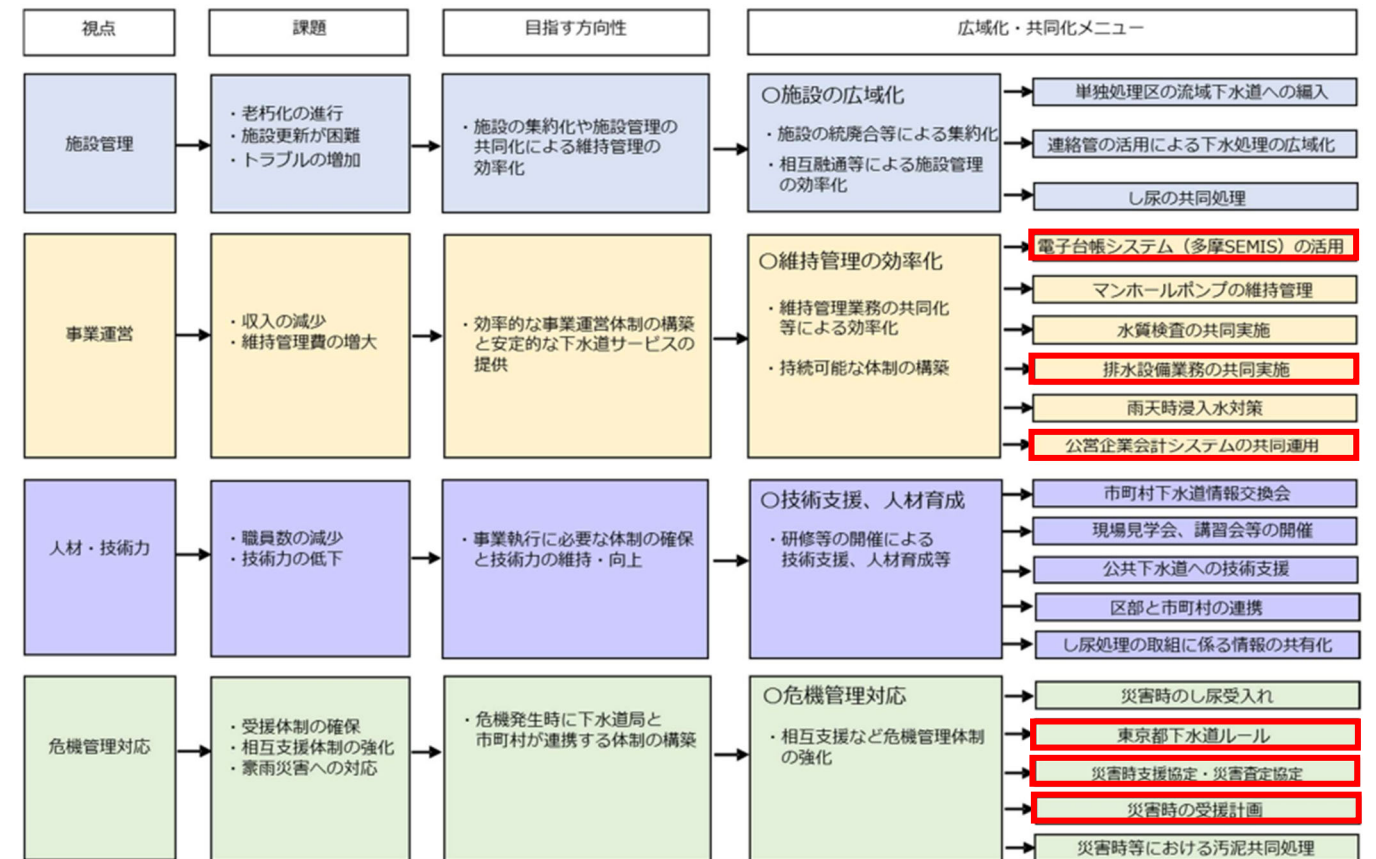 視点
課題
目指す方向性
広域化・共同化メニュー
施設管理
・老朽化の進行
・施設更新が困難
・トラブルの増加
・施設の集約化や施設管理の
共同化による維持管理の
効率化
〇施設の広域化
・施設の統廃合等による集約化
・相互融通等による施設管理
の効率化
単独処理区の流域下水道への編入
連絡管の活用による下水処理の広域化
し尿の共同処理
事業運営
・収入の減少
・維持管理費の増大
・効率的な事業運営体制の構築
と安定的な下水道サービスの
提供
〇維持管理の効率化
・維持管理業務の共同化
等による効率化
・持続可能な体制の構築
電子台帳システム（多摩SEMIS）の活用
マンホールポンプの維持管理
水質検査の共同実施
排水設備業務の共同実施
雨天時浸入水対策
公営企業会計システムの共同運用
人材・技術力
・職員数の減少
・技術力の低下
・事業執行に必要な体制の確保
と技術力の維持・向上
〇技術支援、人材育成
・研修等の開催による
技術支援、人材育成等
市町村下水道情報交換会
現場見学会、講習会等の開催
公共下水道への技術支援
区部と市町村の連携
し尿処理の取組に係る情報の共有化
危機管理対応
・受援体制の確保
・相互支援体制の強化
・豪雨災害への対応
・危機発生時に下水道局と
市町村が連携する体制の構築
〇危機管理対応
・相互支援など危機管理体制
の強化
災害時のし尿受入れ
東京都下水道ルール
災害時支援協定・災害査定協定
災害時の受援計画
災害時等における汚泥共同処理